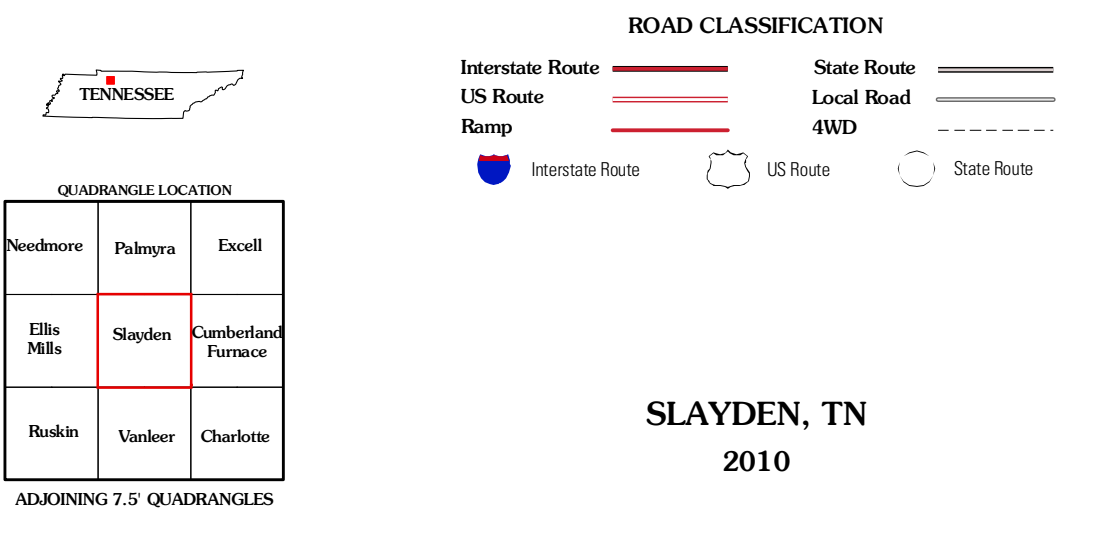 TENNESSEE
QUADRANGLE LOCATION
Needmore Palmyra Excell
Ellis Mills Slayden Cumberland Furnace
Ruskin Vanleer Charlotte
ADJOINING 7.5' QUADRANGLES
ROAD CLASSIFICATION
Interstate Route State Route
US Route Local Road
Ramp 4WD
Interstate Route US Route State Route
SLAYDEN, TN
2010